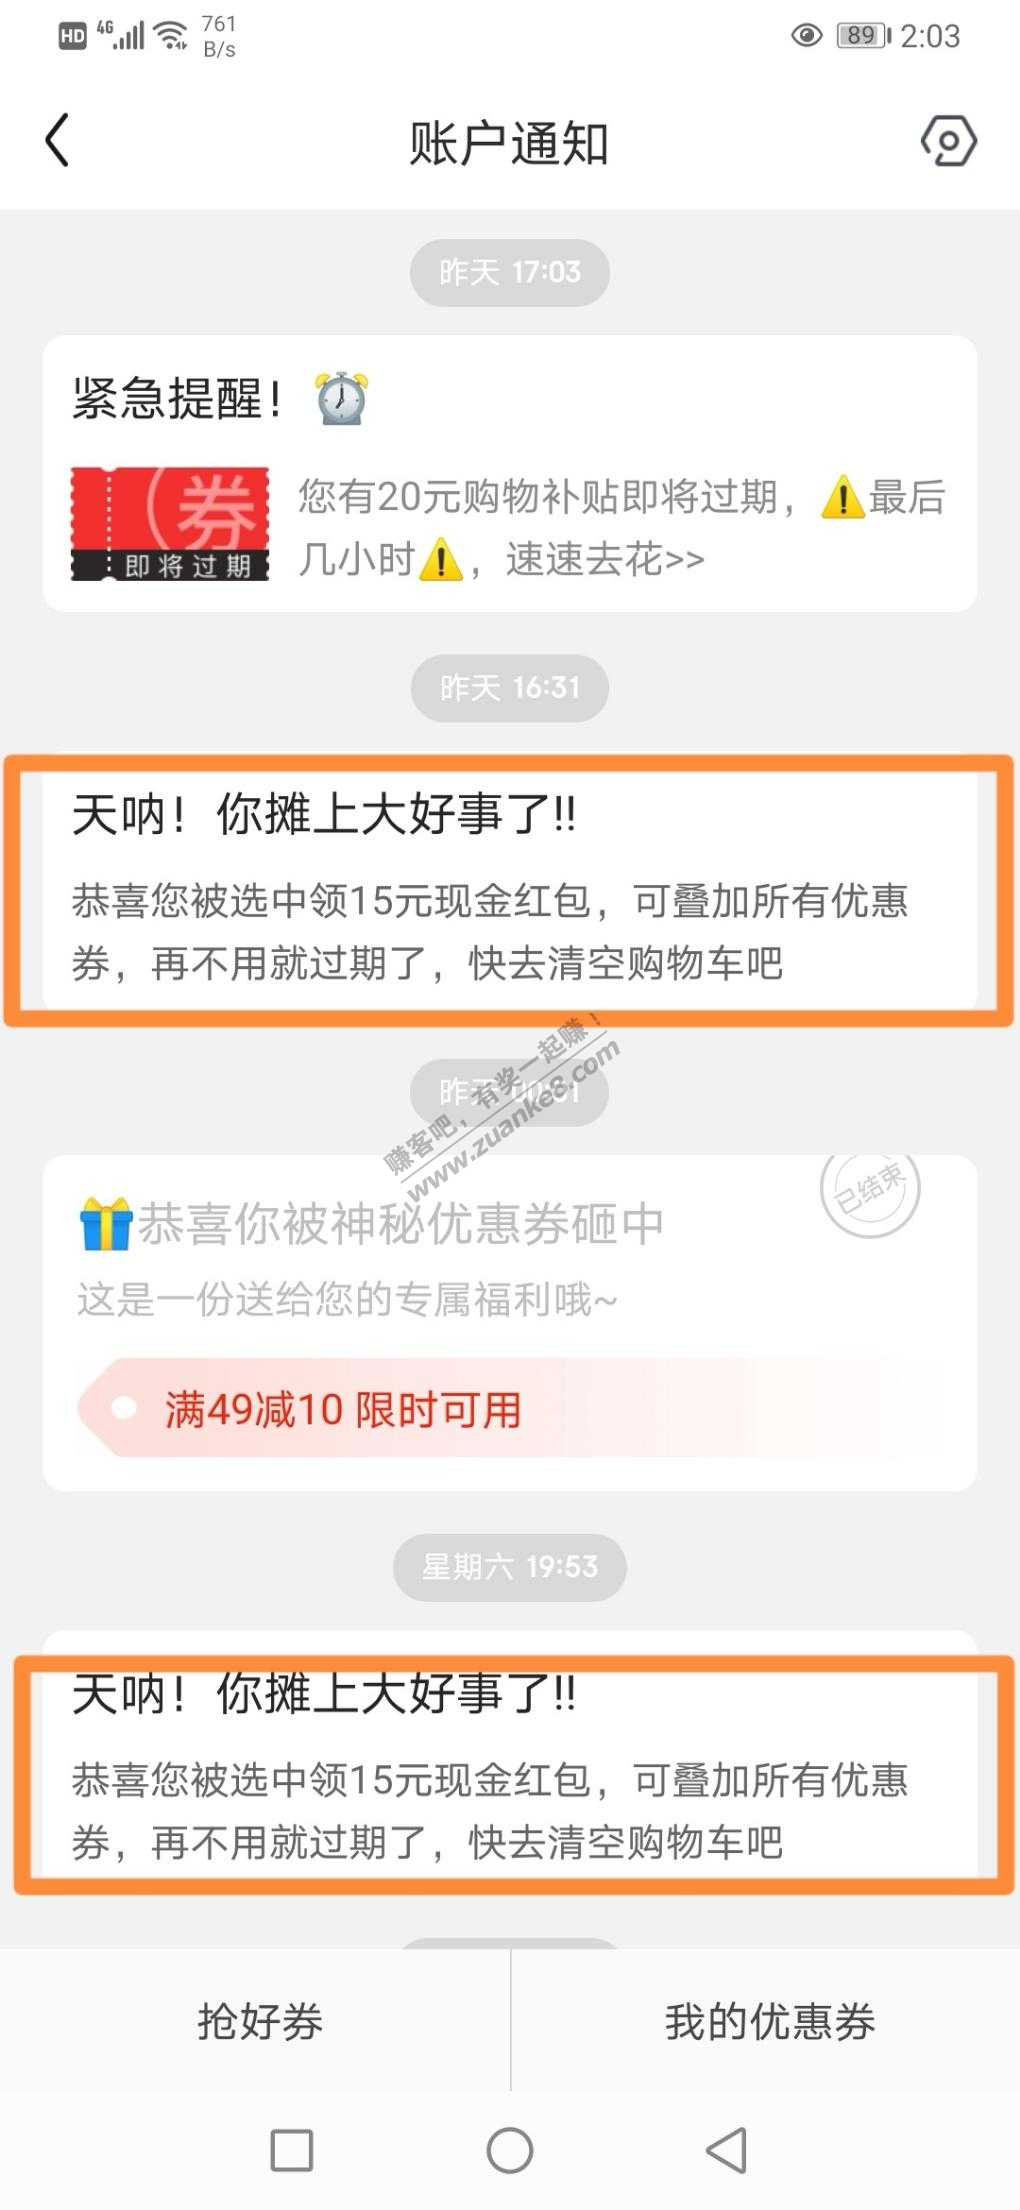 HD 4G 761 B/s 89 2:03
账户通知
昨天 17:03
紧急提醒!
券
即将过期
您有20元购物补贴即将过期，最后
几小时，速速去花>>
昨天 16:31
天呐！你摊上大好事了!!
恭喜您被选中领15元现金红包，可叠加所有优惠
券，再不用就过期了，快去清空购物车吧
昨天
赚客吧，有奖一起赚！
www.zuanke8.com
已结束
恭喜你被神秘优惠券砸中
这是一份送给您的专属福利哦~
满49减10 限时可用
星期六 19:53
天呐！你摊上大好事了!!
恭喜您被选中领15元现金红包，可叠加所有优惠
券，再不用就过期了，快去清空购物车吧
抢好券
我的优惠券